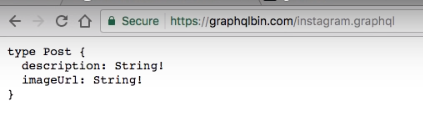 Secure https://graphqlbin.com/instagram.graphql
type Post {
description: String!
imageUrl: String!
}